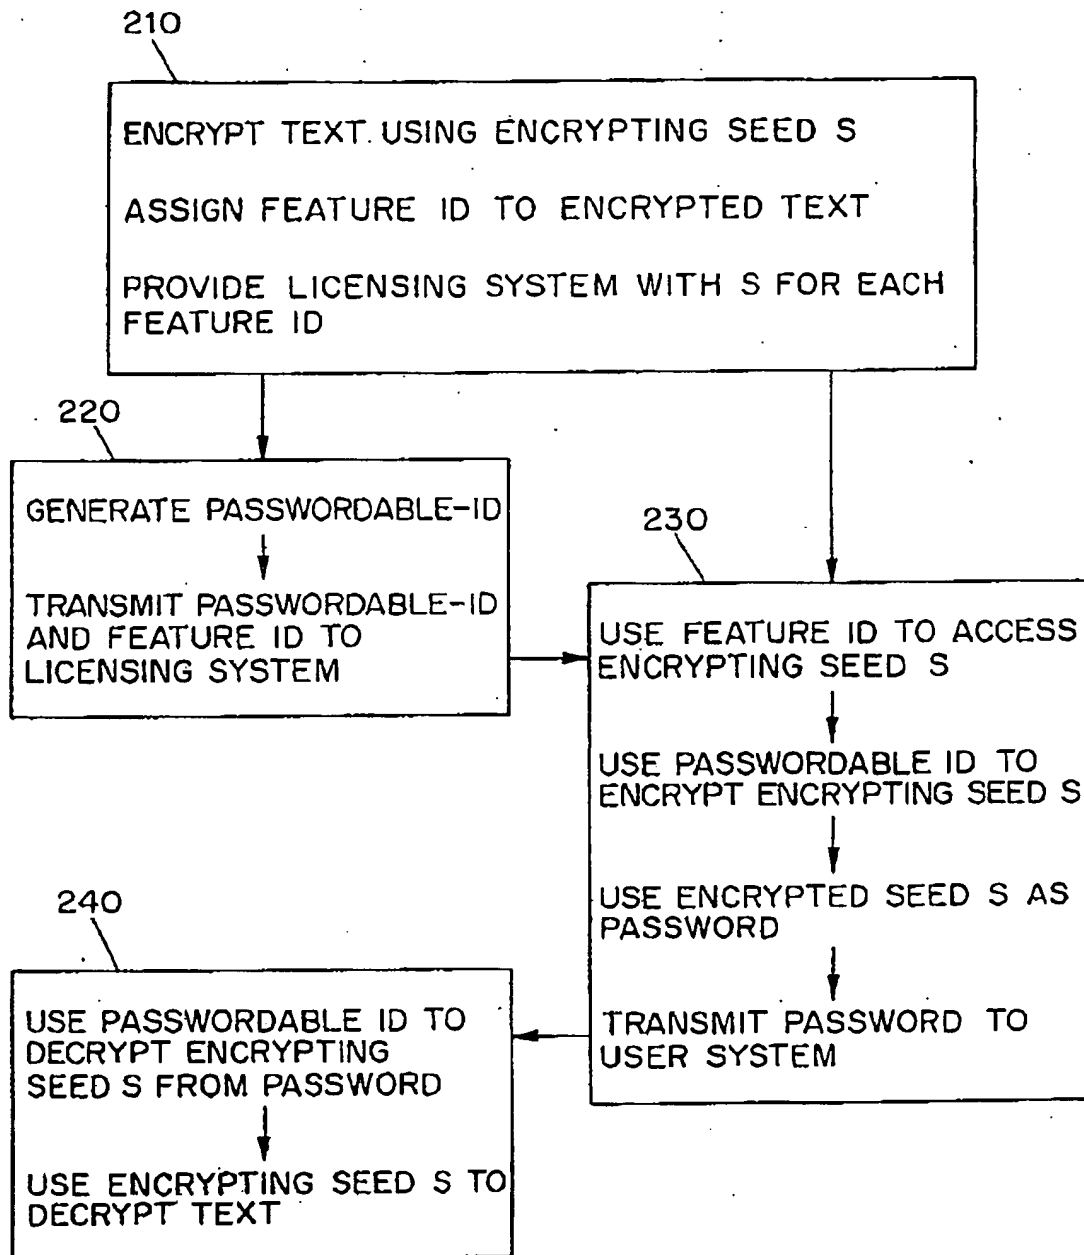 210
ENCRYPT TEXT. USING ENCRYPTING SEED S
ASSIGN FEATURE ID TO ENCRYPTED TEXT
PROVIDE LICENSING SYSTEM WITH S FOR EACH
FEATURE ID
220
GENERATE PASSWORDABLE-ID
TRANSMIT PASSWORDABLE-ID
AND FEATURE ID TO
LICENSING SYSTEM
230
USE FEATURE ID TO ACCESS
ENCRYPTING SEED S
USE PASSWORDABLE ID TO
ENCRYPT ENCRYPTING SEED S
USE ENCRYPTED SEED S AS
PASSWORD
TRANSMIT PASSWORD TO
USER SYSTEM
240
USE PASSWORDABLE ID TO
DECRYPT ENCRYPTING
SEED S FROM PASSWORD
USE ENCRYPTING SEED S TO
DECRYPT TEXT